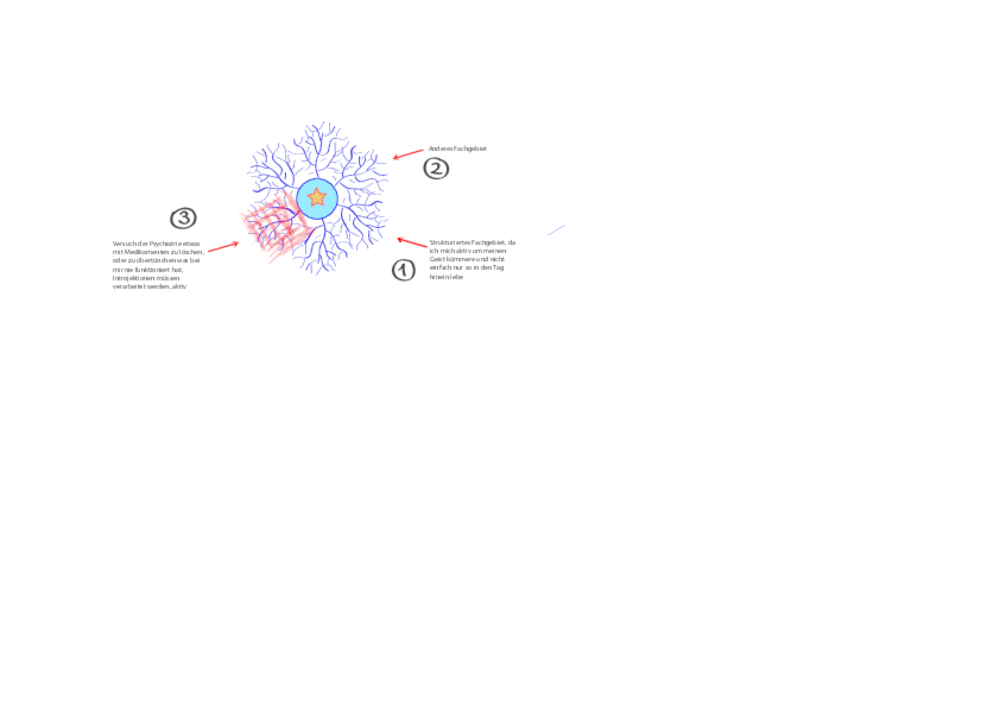 Anderes Fachgebiet
2
3
Versuch der Psychiatrie etwas
mit Medikamenten zu löschen,
oder zu übertünchen was bei
mir nie funktioniert hat,
Introjektionen müssen
verarbeitet werden, aktiv
Strukturiertes Fachgebiet, da
ich mich aktiv um meinen
Geist kümmere und nicht
einfach nur so in den Tag
hinein lebe
1